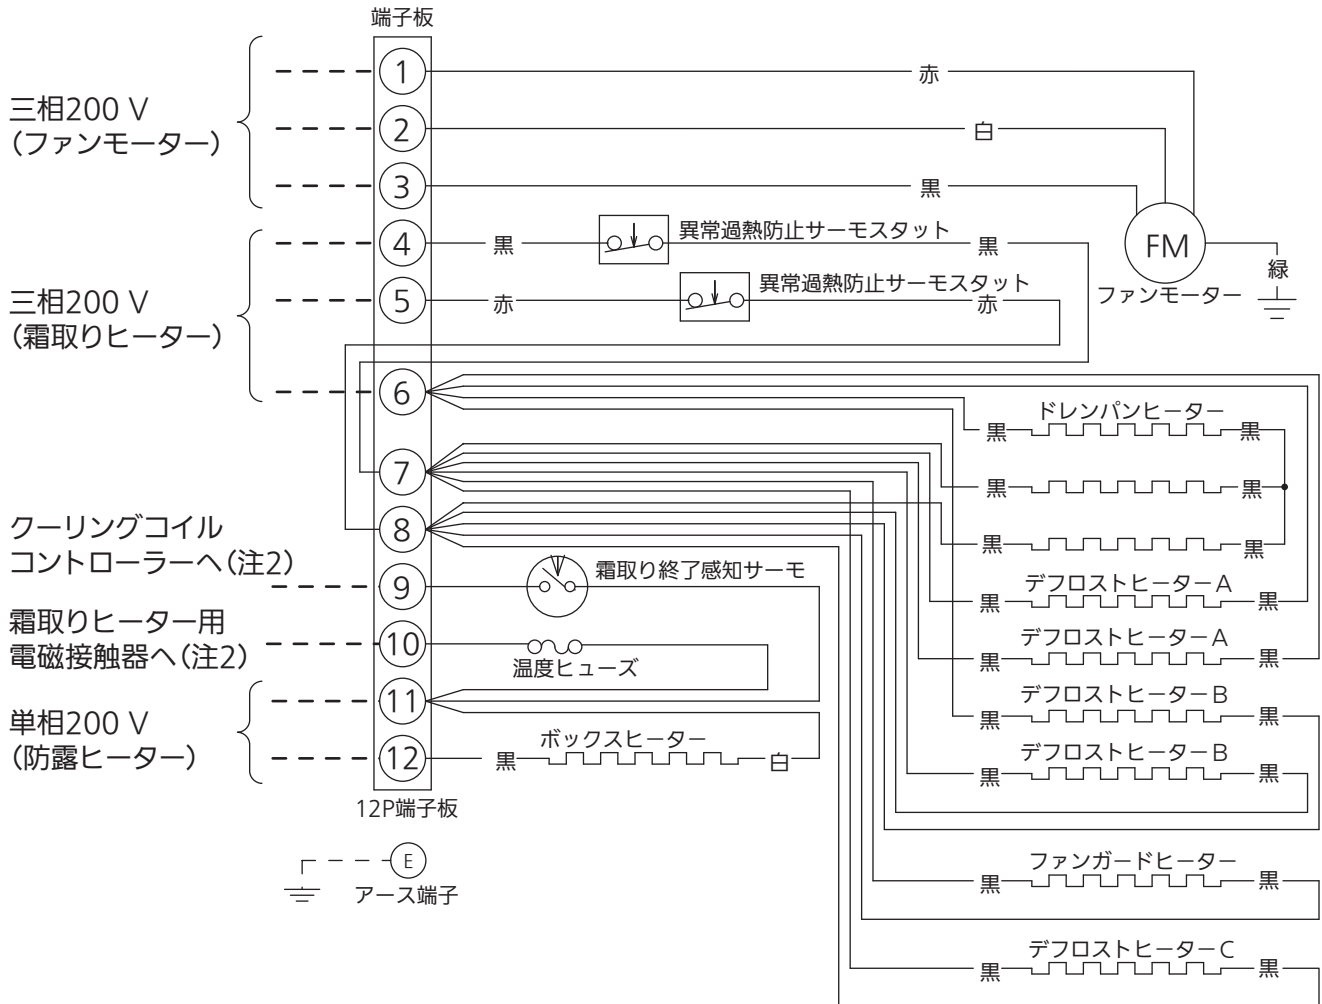 端子板
三相200 V
(ファンモーター)
1
赤
2
白
3
黒
FM
ファンモーター
緑
三相200 V
(霜取りヒーター)
4
黒
異常過熱防止サーモスタット
黒
5
赤
異常過熱防止サーモスタット
赤
6
7
8
黒
ドレンパンヒーター
黒
黒
黒
黒
黒
クーリングコイル
コントローラーへ(注2)
9
霜取り終了感知サーモ
霜取りヒーター用
電磁接触器へ(注2)
10
温度ヒューズ
単相200 V
(防露ヒーター)
11
12
黒
ボックスヒーター
白
12P端子板
E
アース端子
デフロストヒーターA
黒
黒
デフロストヒーターA
黒
黒
デフロストヒーターB
黒
黒
デフロストヒーターB
黒
黒
ファンガードヒーター
黒
黒
デフロストヒーターC
黒
黒